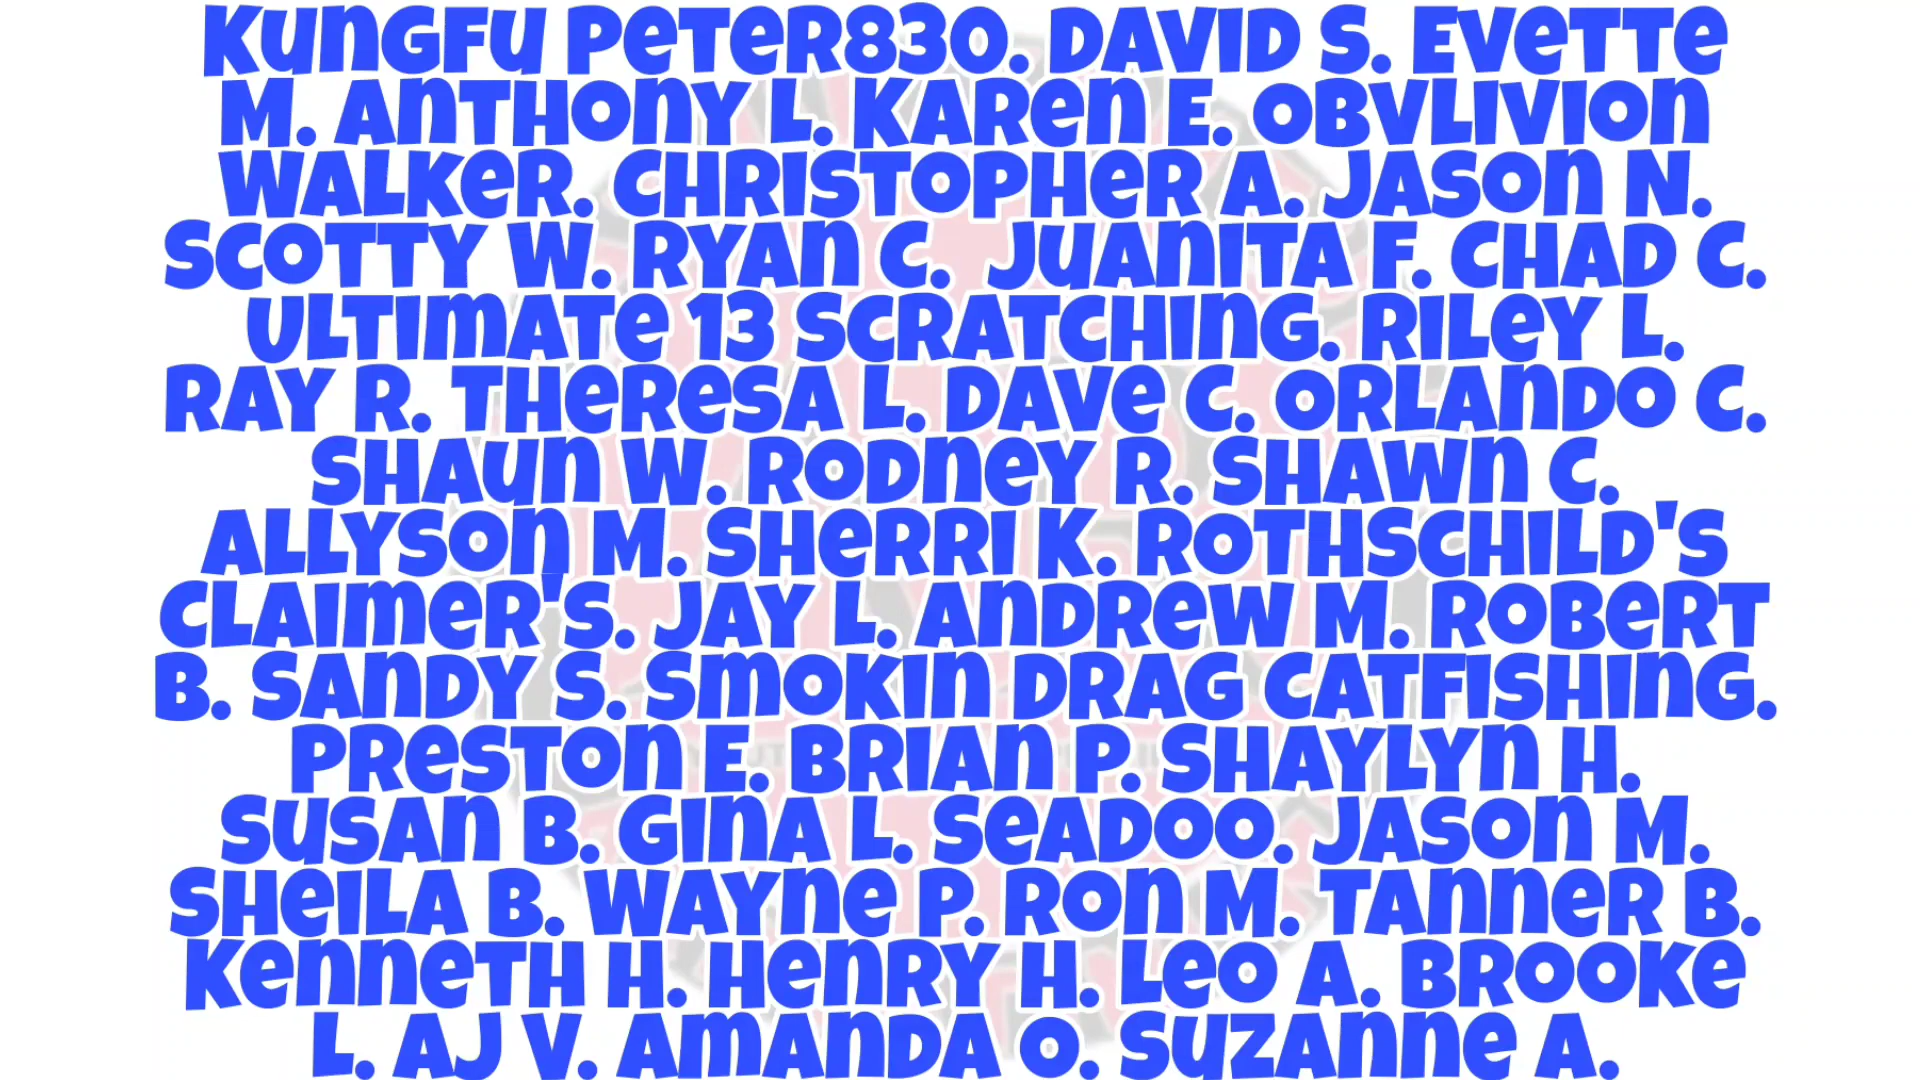 KUNGFU PETER830. DAVID S. EVETTE
M. ANTHONY L. KAREN E. OBVLIVION
WALKER. CHRISTOPHER A. JASON N.
SCOTTY W. RYAN C. JUANITA F. CHAD C.
ULTIMATE 13 SCRATCHING. RILEY L.
RAY R. THERESA L. DAVE C. ORLANDO C.
SHAUN W. RODNEY R. SHAWN C.
ALLYSON M. SHERRI K. ROTHSCHILD'S
CLAIMER'S. JAY L. ANDREW M. ROBERT
B. SANDY S. SMOKIN DRAG CATFISHING.
PRESTON E. BRIAN P. SHAYLYN H.
SUSAN B. GINA L. SEADOO. JASON M.
SHEILA B. WAYNE P. RON M. TANNER B.
KENNETH H. HENRY H. LEO A. BROOKE
L. AJ V. AMANDA O. SUZANNE A.